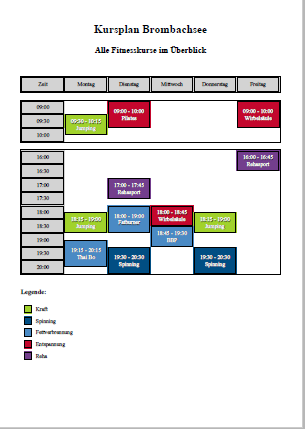 Kursplan Brombachsee
Alle Fitnesskurse im Überblick
Zeit Montag Dienstag Mittwoch Donnerstag Freitag
09:00 09:00 - 10:00 09:00 - 10:00
Pilates Wirbelsäule
09:30 09:30 - 10:15
Jumping
10:00
16:00 16:00 - 16:45
Rehasport
16:30
17:00 17:00 - 17:45
Rehasport
17:30
18:00 18:15 - 19:00 18:00 - 19:00 18:00 - 18:45 18:15 - 19:00
Jumping Wirbelsäule Jumping
18:30
18:45 - 19:30
BBP
19:00 19:15 - 20:15
Thai Bo
19:30 19:30 - 20:30 19:30 - 20:30
Spinning Spinning
20:00
Legende:
Kraft
Spinning
Fettverbrennung
Entspannung
Reha